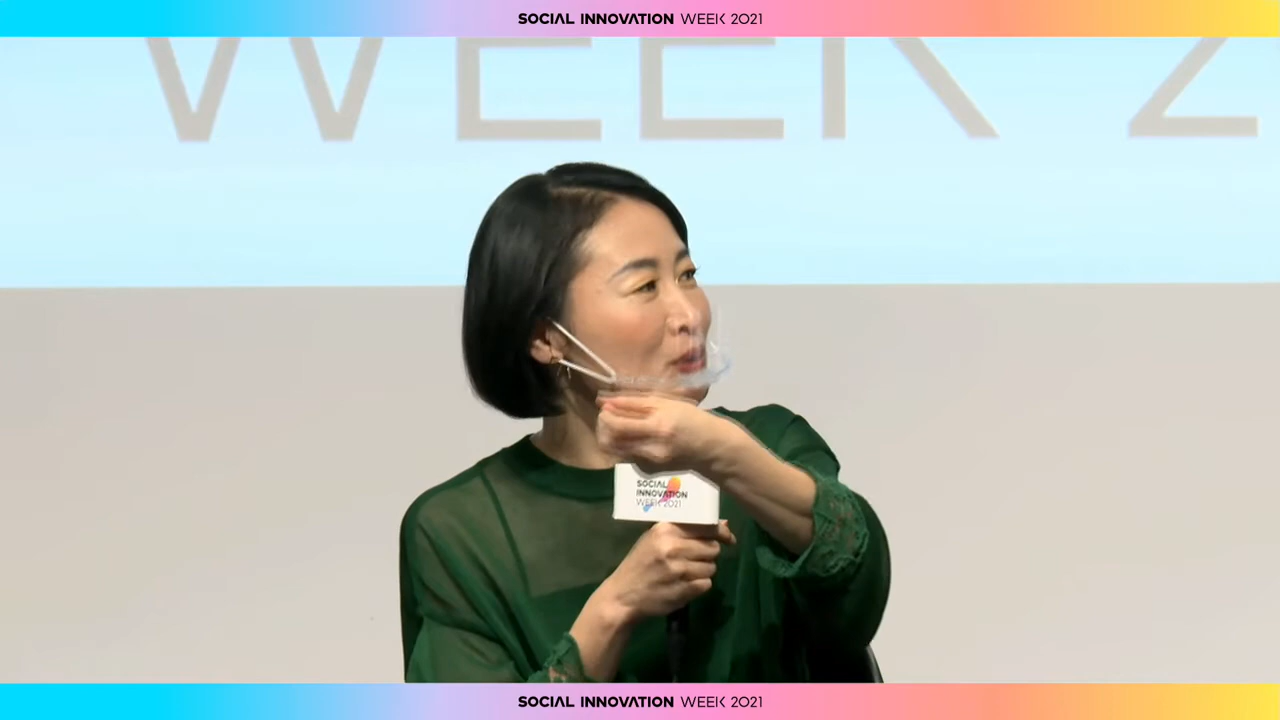 SOCIAL INNOVATION WEEK 2021
WEEK 2
SOCIAL
INNOVATION
WEEK 2021
SOCIAL INNOVATION WEEK 2021